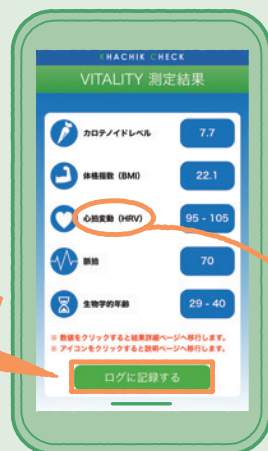 KHACHIK CHECK
VITALITY 測定結果
カロテノイドレベル 7.7
体格指数（BMI） 22.1
心拍変動（HRV） 95 - 105
脈拍 70
生物学的年齢 29 - 40
※ 数値をクリックすると結果詳細ページへ移行します。
※ アイコンをクリックすると説明ページへ移行します。
ログに記録する